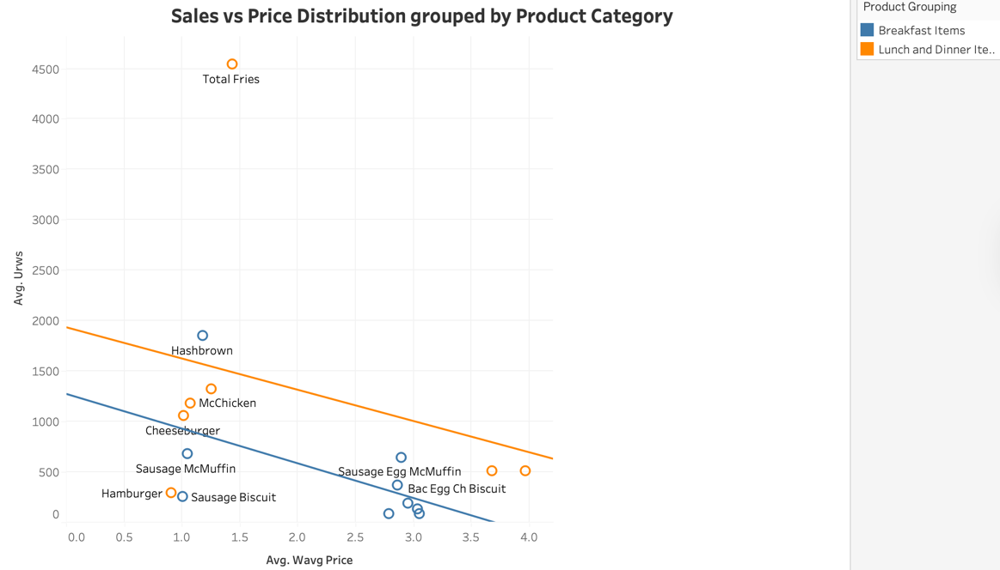 Sales vs Price Distribution grouped by Product Category
Product Grouping
Breakfast Items
Lunch and Dinner Ite..
4500
4000
3500
3000
2500
2000
1500
1000
500
0
Avg. Urws
Total Fries
Hashbrown
McChicken
Cheeseburger
Sausage McMuffin
Sausage Egg McMuffin
Bac Egg Ch Biscuit
Hamburger
Sausage Biscuit
0.0 0.5 1.0 1.5 2.0 2.5 3.0 3.5 4.0
Avg. Wavg Price